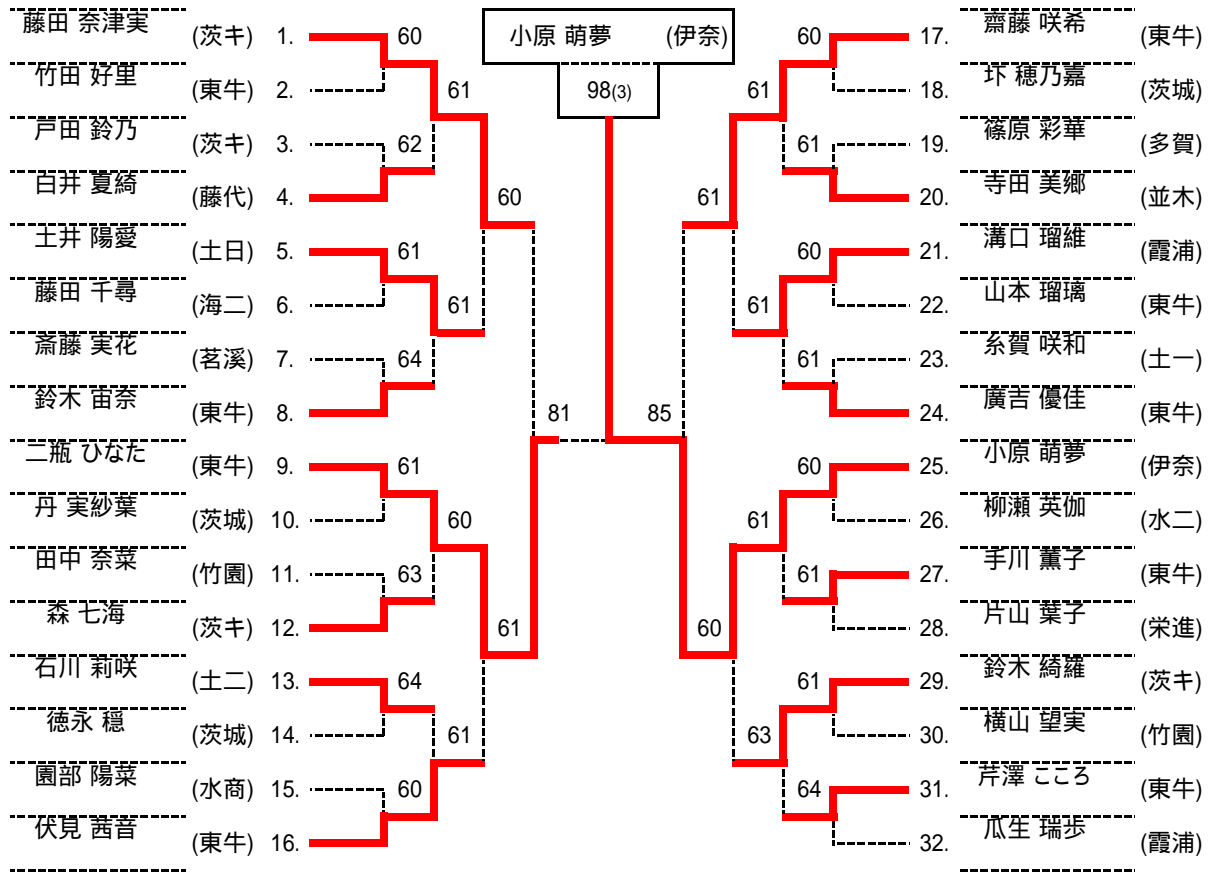 小原 萌夢 (伊奈)
98(3)
藤田 奈津実 (茨キ) 1.
竹田 好里 (東牛) 2.
戸田 鈴乃 (茨キ) 3.
白井 夏綺 (藤代) 4.
土井 陽愛 (土日) 5.
藤田 千尋 (海二) 6.
斎藤 実花 (茗溪) 7.
鈴木 宙奈 (東牛) 8.
二瓶 ひなた (東牛) 9.
丹 実紗葉 (茨城) 10.
田中 奈菜 (竹園) 11.
森 七海 (茨キ) 12.
石川 莉咲 (土二) 13.
徳永 穏 (茨城) 14.
園部 陽菜 (水商) 15.
伏見 茜音 (東牛) 16.
60
62
61
64
61
63
64
60
61
61
60
61
60
61
81
85
61
60
61
61
61
63
60
61
60
61
60
61
61
64
17. 齋藤 咲希 (東牛)
18. 圷 穂乃嘉 (茨城)
19. 篠原 彩華 (多賀)
20. 寺田 美郷 (並木)
21. 溝口 瑠維 (霞浦)
22. 山本 瑠璃 (東牛)
23. 糸賀 咲和 (土一)
24. 廣吉 優佳 (東牛)
25. 小原 萌夢 (伊奈)
26. 柳瀬 英伽 (水二)
27. 手川 薫子 (東牛)
28. 片山 葉子 (栄進)
29. 鈴木 綺羅 (茨キ)
30. 横山 望実 (竹園)
31. 芹澤 こころ (東牛)
32. 瓜生 瑞歩 (霞浦)